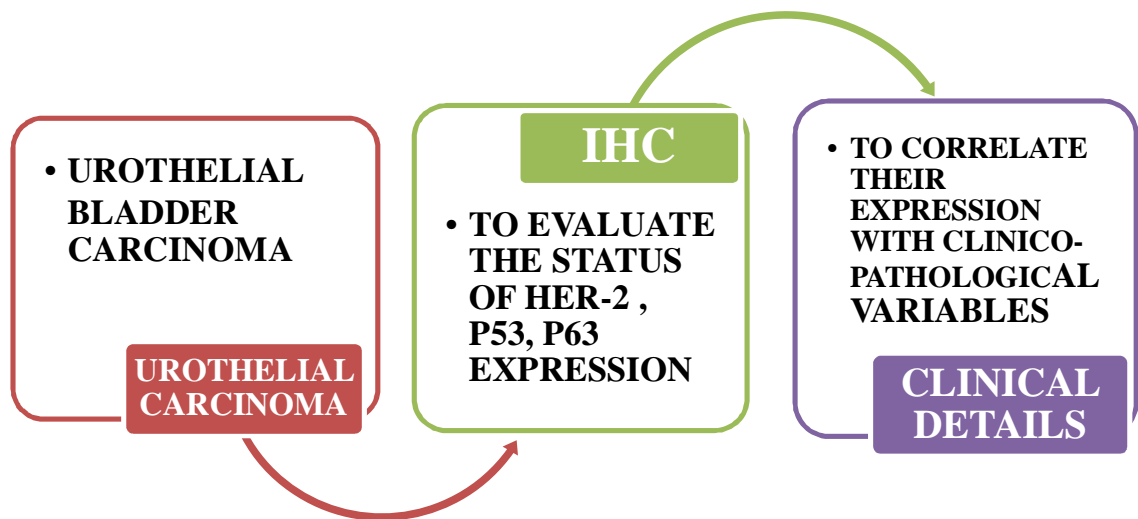 • UROTHELIAL
BLADDER
CARCINOMA
UROTHELIAL
CARCINOMA
IHC
• TO EVALUATE
THE STATUS
OF HER-2 ,
P53, P63
EXPRESSION
• TO CORRELATE
THEIR
EXPRESSION
WITH CLINICO-
PATHOLOGICAL
VARIABLES
CLINICAL
DETAILS